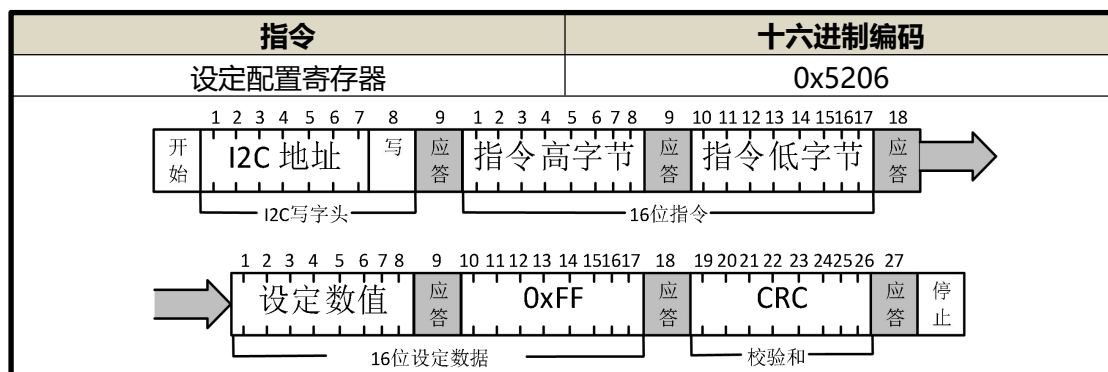 指令 十六进制编码
设定配置寄存器 0x5206
1 2 3 4 5 6 7 8 9 1 2 3 4 5 6 7 8 9 10 11 12 13 14 15 16 17 18
开始 I2C 地址 写 应答 指令高字节 应答 指令低字节 应答
I2C写字头 16位指令
1 2 3 4 5 6 7 8 9 10 11 12 13 14 15 16 17 18 19 20 21 22 23 24 25 26 27
设定数值 应答 0xFF 应答 CRC 应答 停止
16位设定数据 校验和